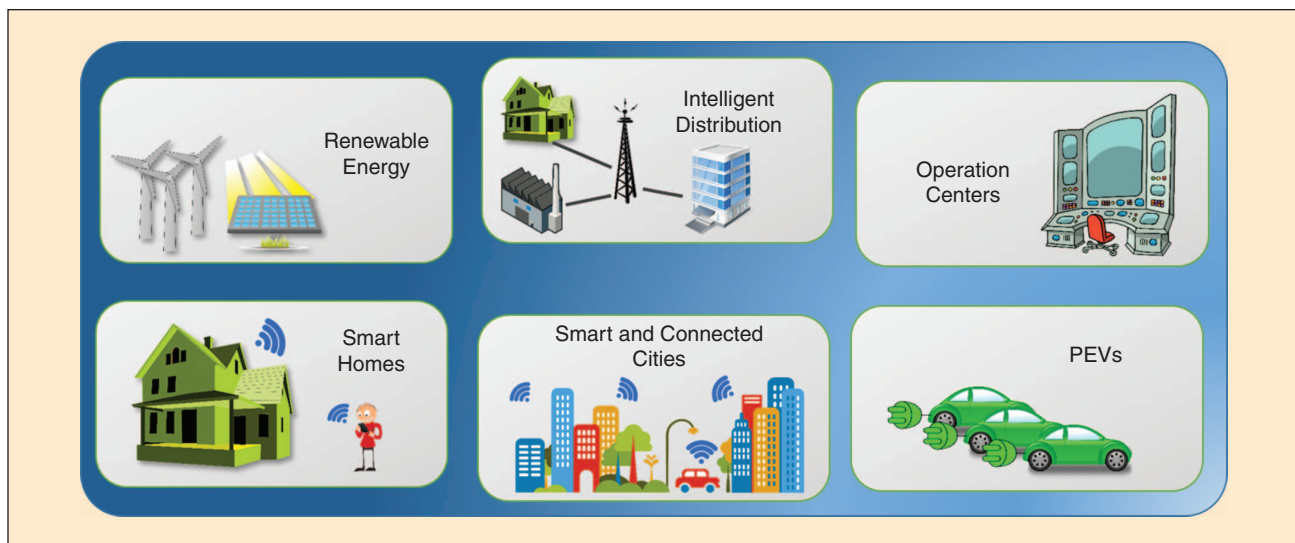 Renewable
Energy
Intelligent
Distribution
Operation
Centers
Smart
Homes
Smart and Connected
Cities
PEVs